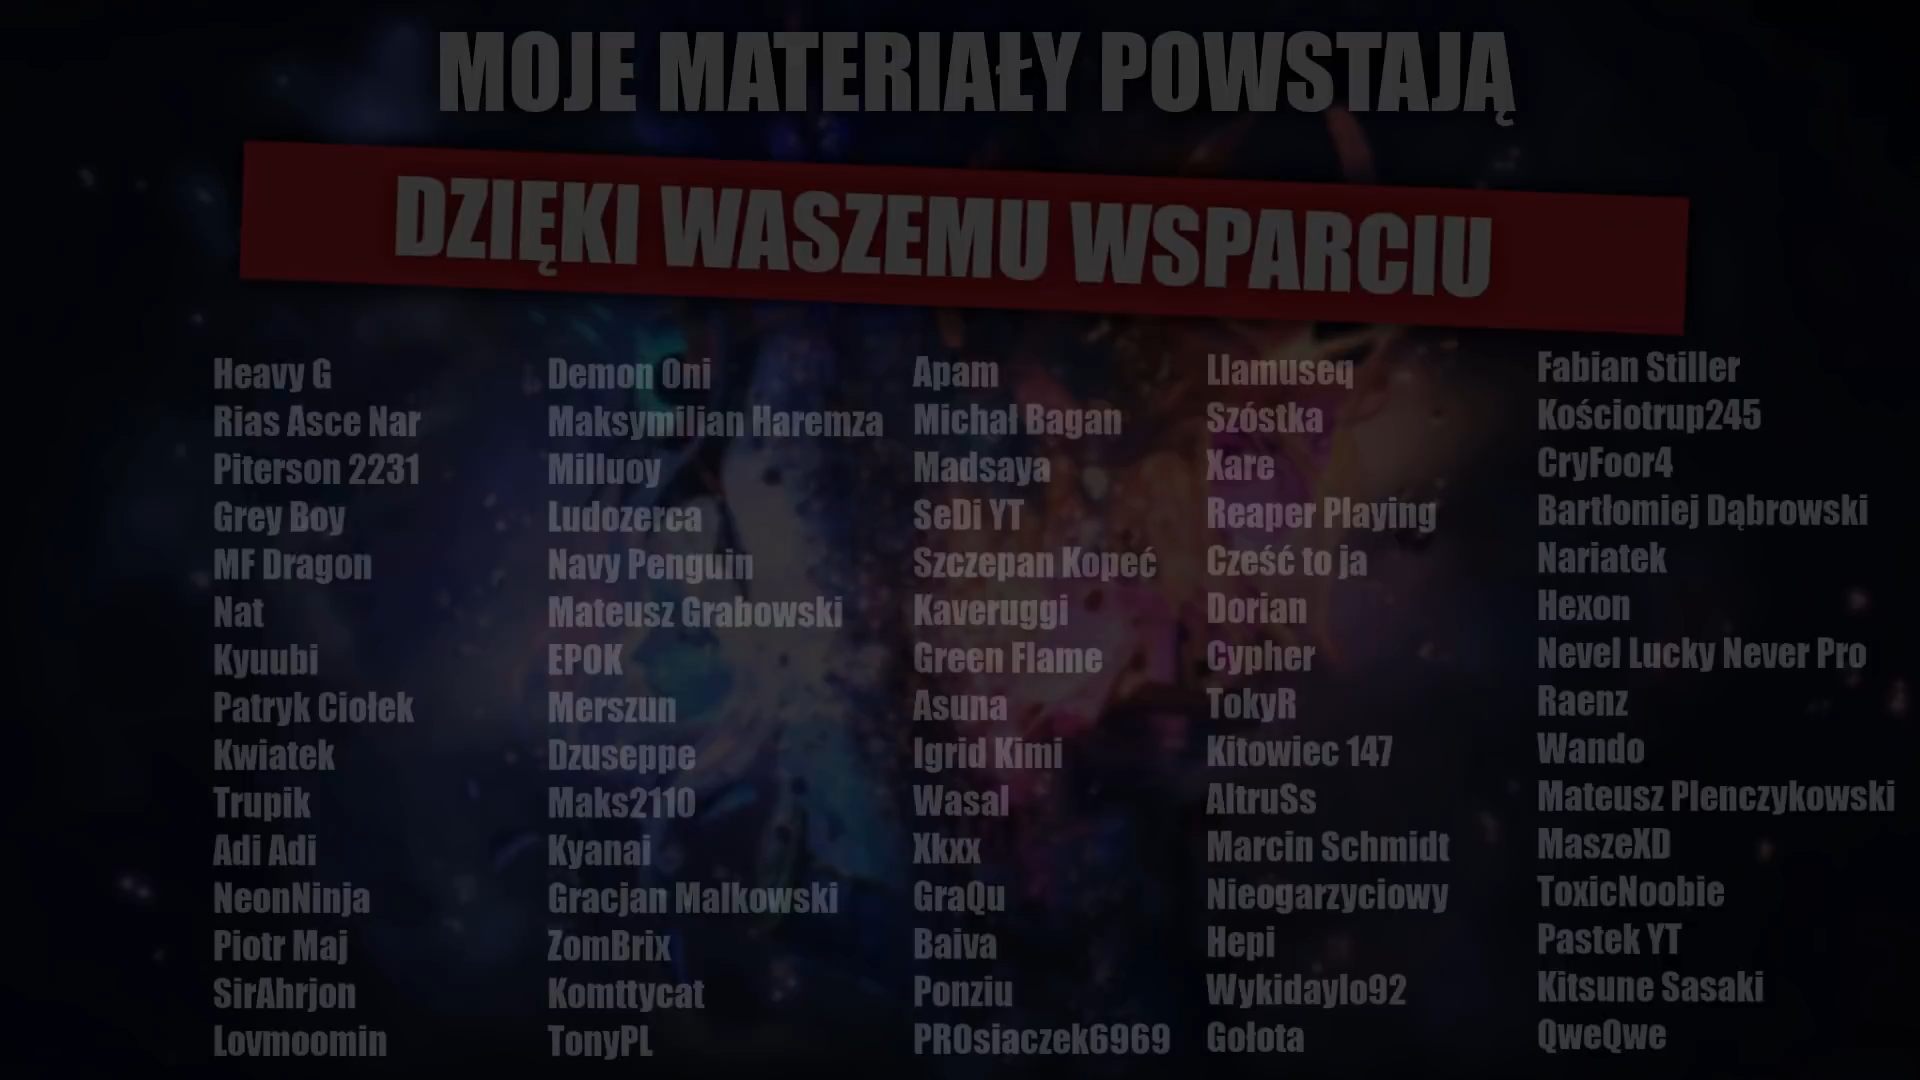 MOJE MATERIAŁY POWSTAJĄ
DZIĘKI WASZEMU WSPARCIU
Heavy G
Rias Asce Nar
Piterson 2231
Grey Boy
MF Dragon
Nat
Kyuubi
Patryk Ciołek
Kwiatek
Trupik
Adi Adi
NeonNinja
Piotr Maj
SirAhrjon
Lovmoomin
Demon Oni
Maksymilian Haremza
Milluoy
Ludozerca
Navy Penguin
Mateusz Grabowski
EPOK
Merszun
Dzuseppe
Maks2110
Kyanai
Gracjan Malkowski
ZomBrix
Komttycat
TonyPL
Apam
Michał Bagan
Madsaya
SeDi YT
Szczepan Kopeć
Kaveruggi
Green Flame
Asuna
Igrid Kimi
Wasal
Xkxx
GraQu
Baiva
Ponziu
PROsiaczek6969
Llamuseq
Szóstka
Xare
Reaper Playing
Cześć to ja
Dorian
Cypher
TokyR
Kitowiec 147
AltruSs
Marcin Schmidt
Nieogarzyciowy
Hepi
Wykidaylo92
Gołota
Fabian Stiller
Kościotrup245
CryFoor4
Bartłomiej Dąbrowski
Nariatek
Hexon
Nevel Lucky Never Pro
Raenz
Wando
Mateusz Plenczykowski
MaszeXD
ToxicNoobie
Pastek YT
Kitsune Sasaki
QweQwe